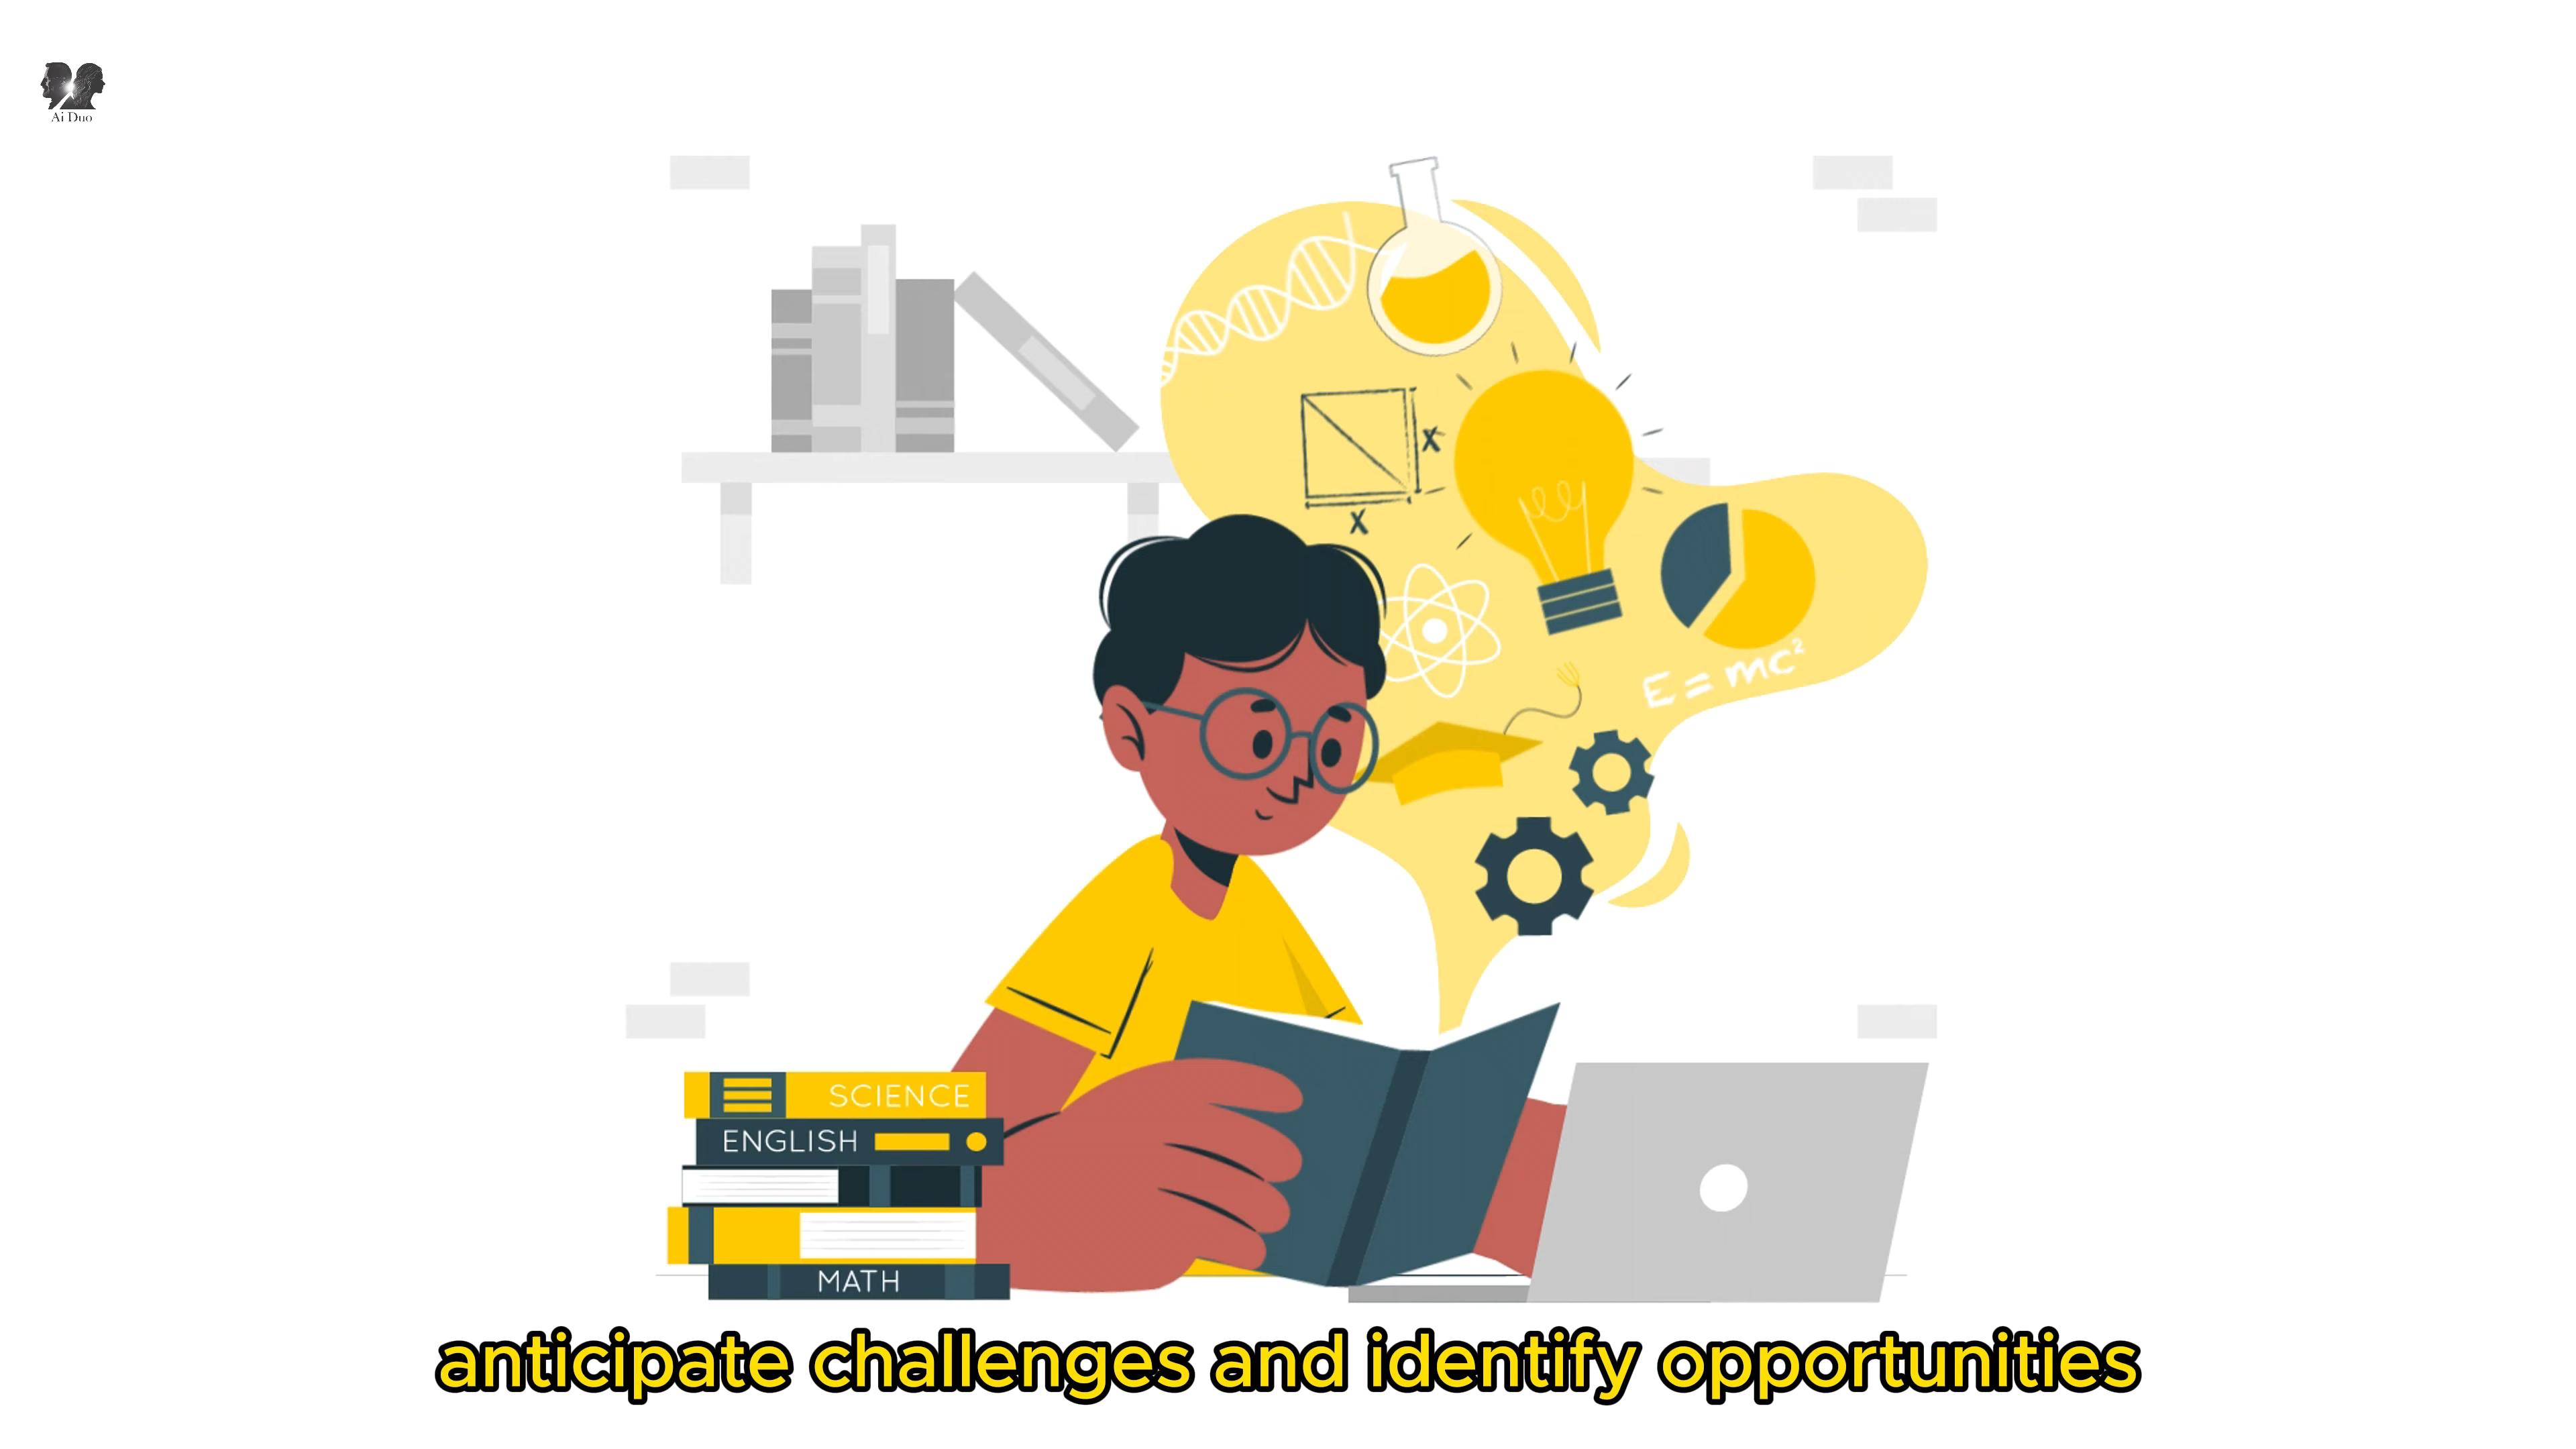 Ai Duo
X
X
E = mc²
SCIENCE
ENGLISH
MATH
anticipate challenges and identify opportunities